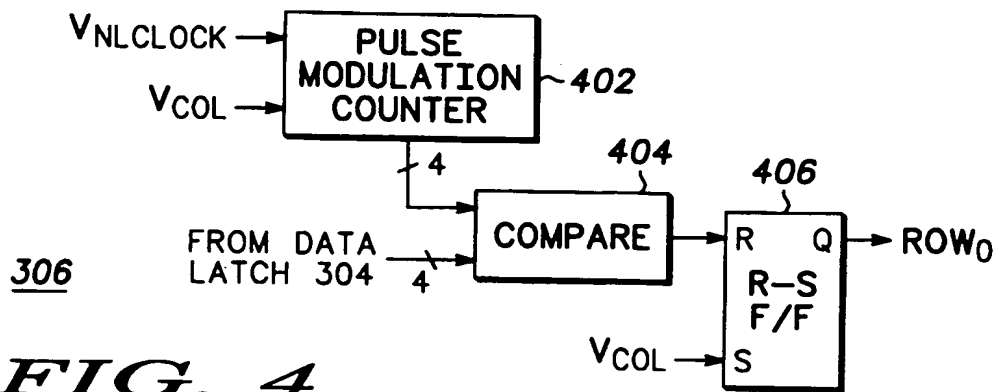 VNLCLOCK
VCOL
PULSE
MODULATION
COUNTER
402
4
404
406
FROM DATA
LATCH 304
4
COMPARE
R Q
ROW0
R-S
F/F
306
VCOL
S
FIG. 4